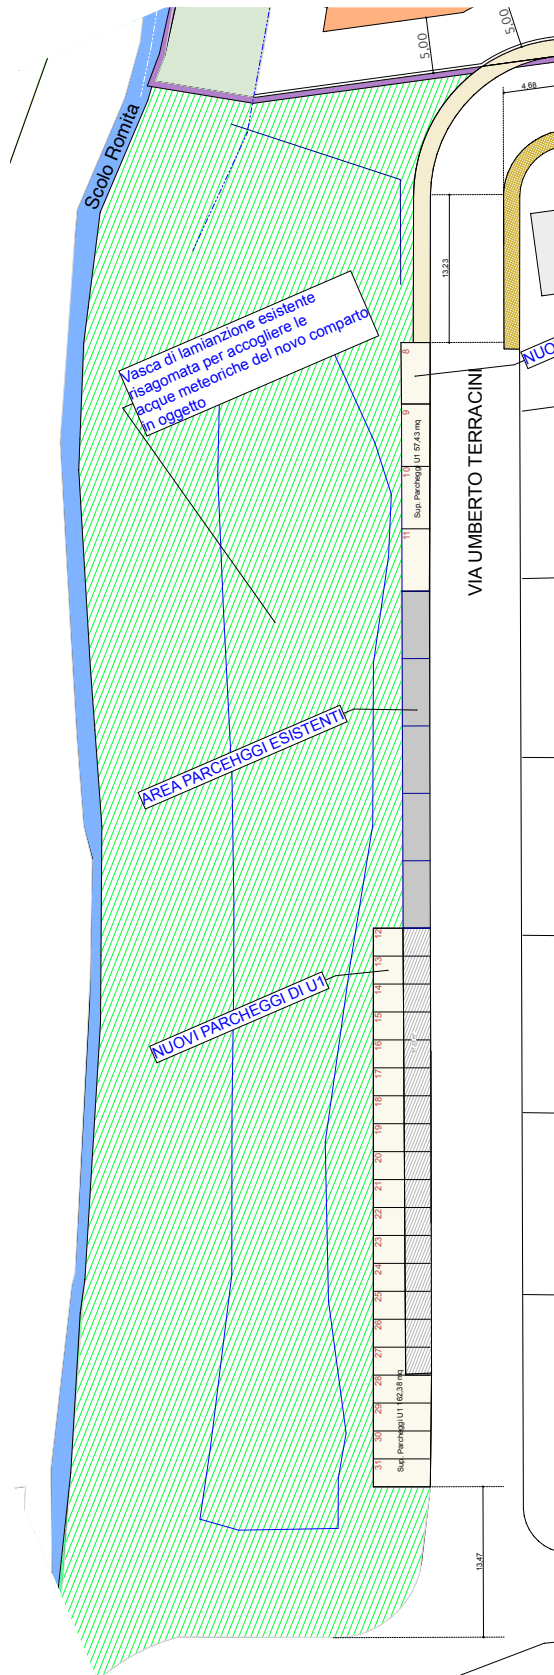 5.00
5.00
4,68
Scolo Romita
13,23
Vasca di lamianzione esistente
risagomata per accogliere le
acque meteoriche del novo comparto
in oggetto
NUO
8
9
10
11
Sup. Parcheggi U1 57,43 mq
VIA UMBERTO TERRACINI
AREA PARCEHGGI ESISTENTI
NUOVI PARCHEGGI DI U1
12
13
14
15
16
17
18
19
20
21
22
23
24
25
26
27
28
29
30
31
Sup. Parcheggi U1 162,38 mq
13,47